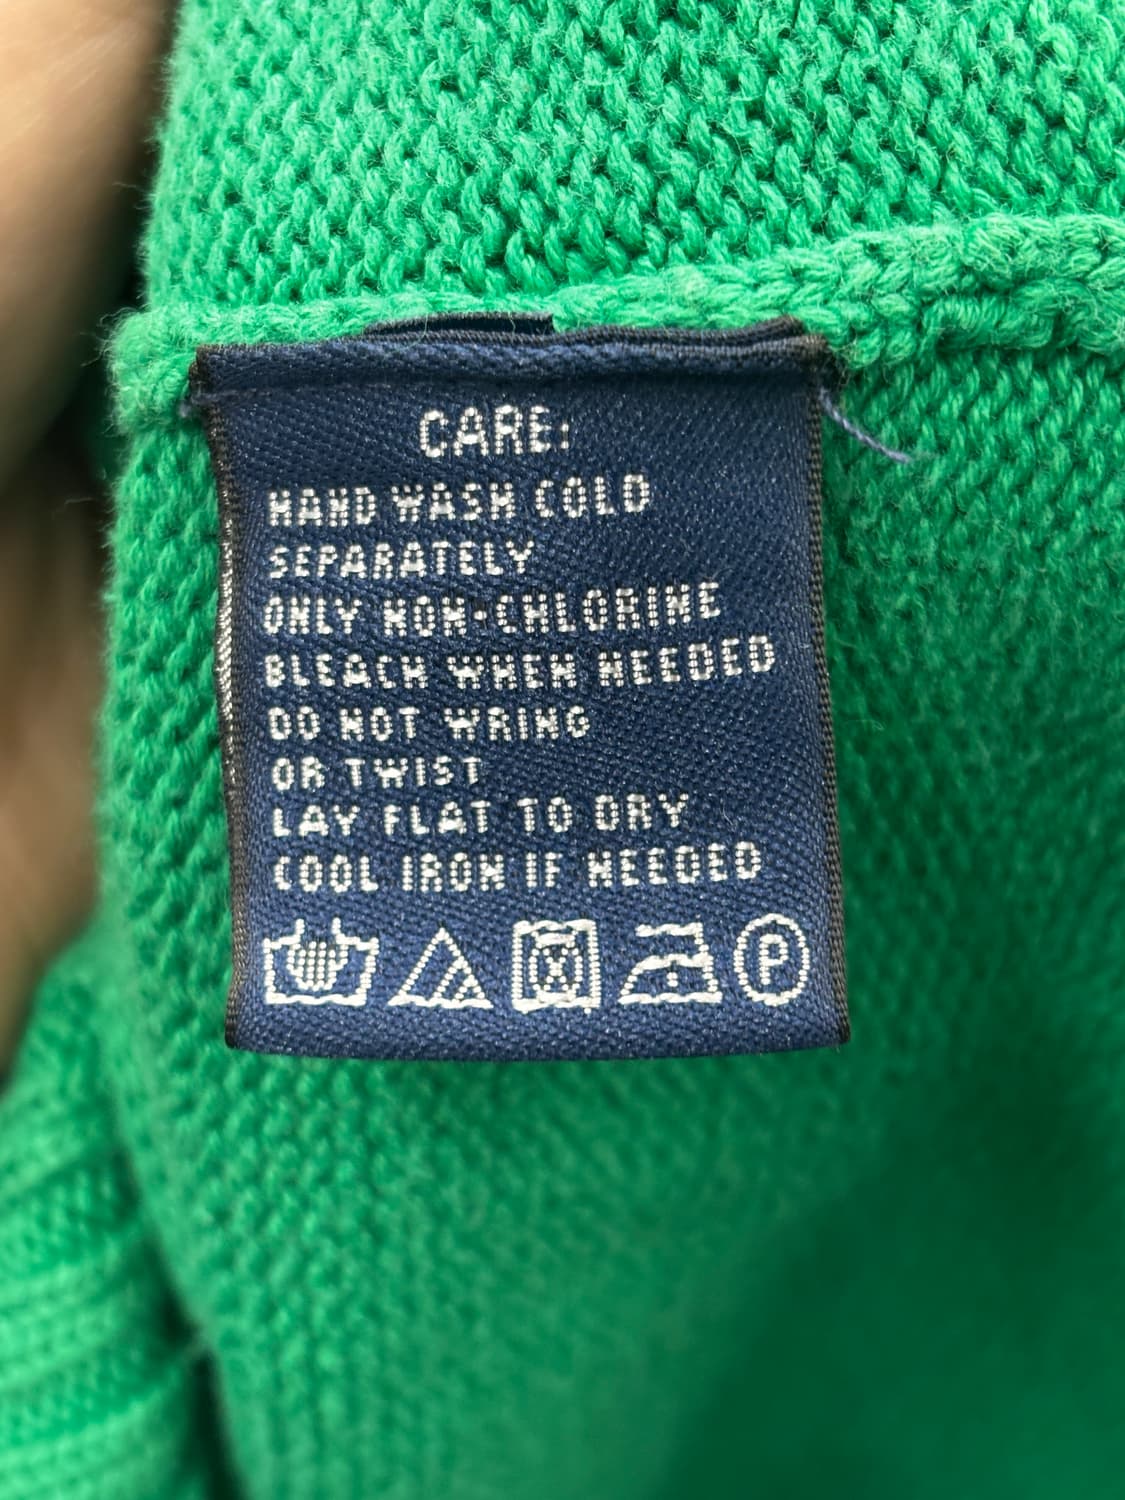 CARE:
HAND WASH COLD
SEPARATELY
ONLY NON-CHLORINE
BLEACH WHEN NEEDED
DO NOT WRING
OR TWIST
LAY FLAT TO DRY
COOL IRON IF NEEDED
P